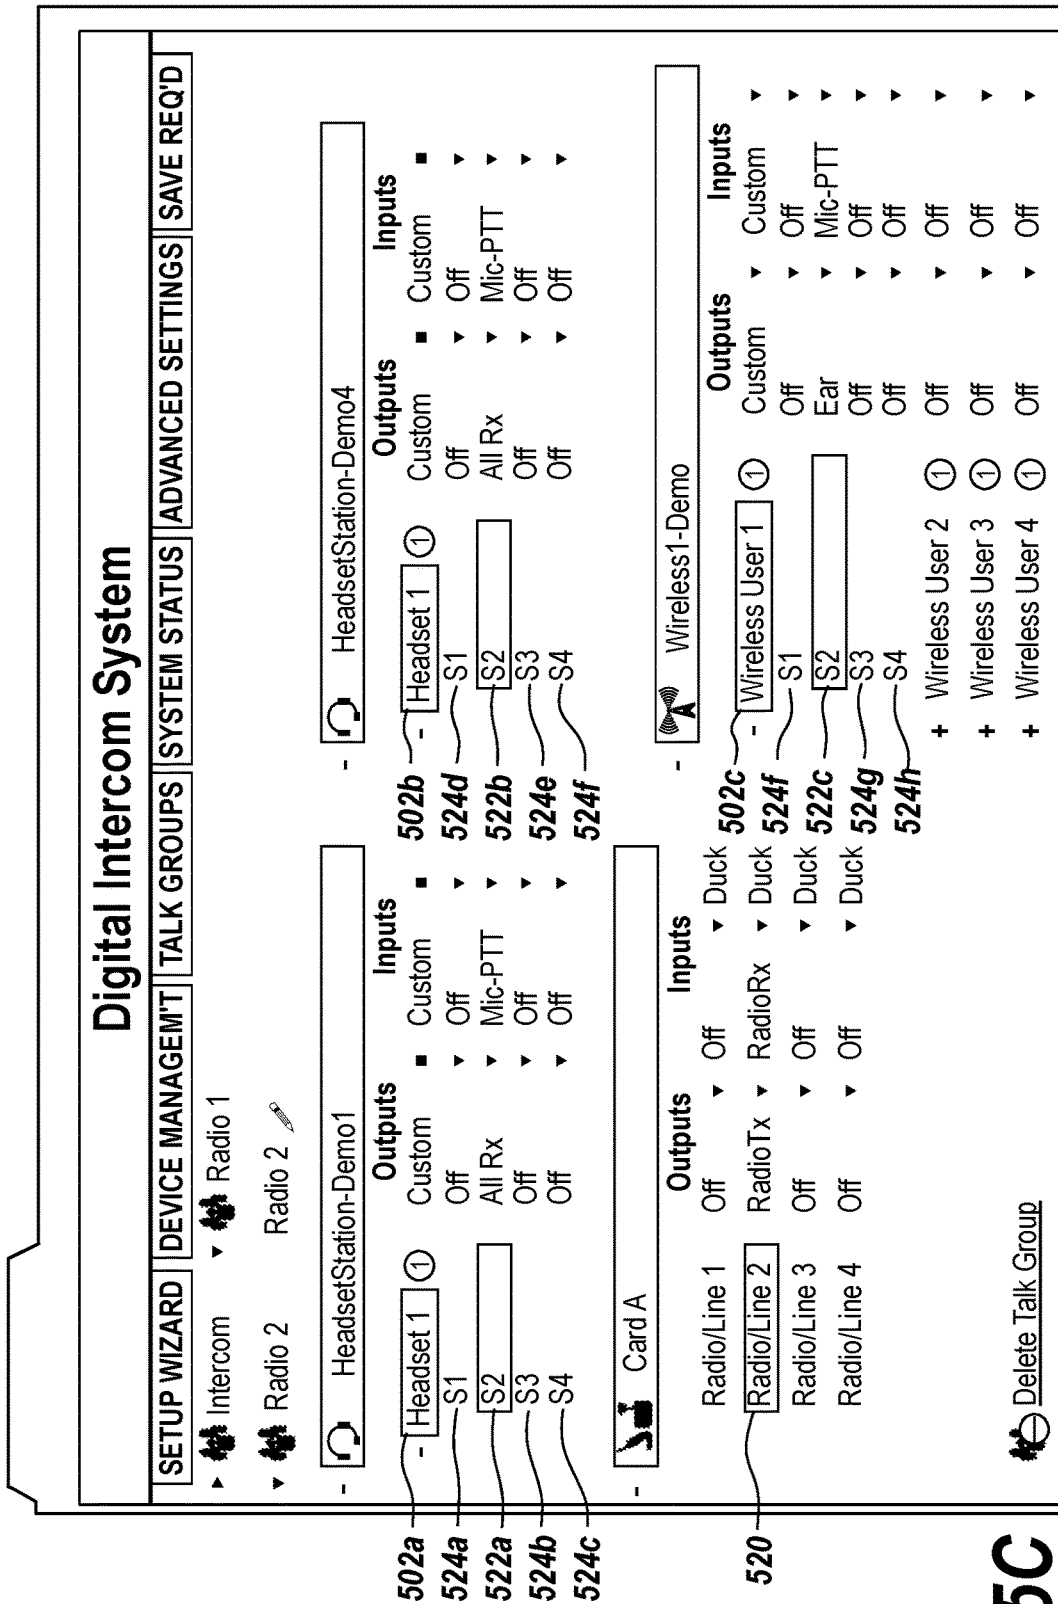 Digital Intercom System
SETUP WIZARD DEVICE MANAGEM'T TALK GROUPS SYSTEM STATUS ADVANCED SETTINGS SAVE REQ'D
Intercom Radio 1
Radio 2 Radio 2
- HeadsetStation-Demo1
Outputs Inputs
502a - Headset 1 1 Custom Custom
524a S1 Off Off
522a S2 All Rx Mic-PTT
524b S3 Off Off
524c S4 Off Off
- HeadsetStation-Demo4
Outputs Inputs
502b - Headset 1 1 Custom Custom
524d S1 Off Off
522b S2 All Rx Mic-PTT
524e S3 Off Off
524f S4 Off Off
- Card A
Outputs Inputs
Radio/Line 1 Off Off Duck
520 Radio/Line 2 RadioTx RadioRx Duck
Radio/Line 3 Off Off Duck
Radio/Line 4 Off Off Duck
- Wireless1-Demo
Outputs Inputs
502c - Wireless User 1 1 Custom Custom
524f S1 Off Off
522c S2 Ear Mic-PTT
524g S3 Off Off
524h S4 Off Off
+ Wireless User 2 1 Off Off
+ Wireless User 3 1 Off Off
+ Wireless User 4 1 Off Off
Delete Talk Group
5C